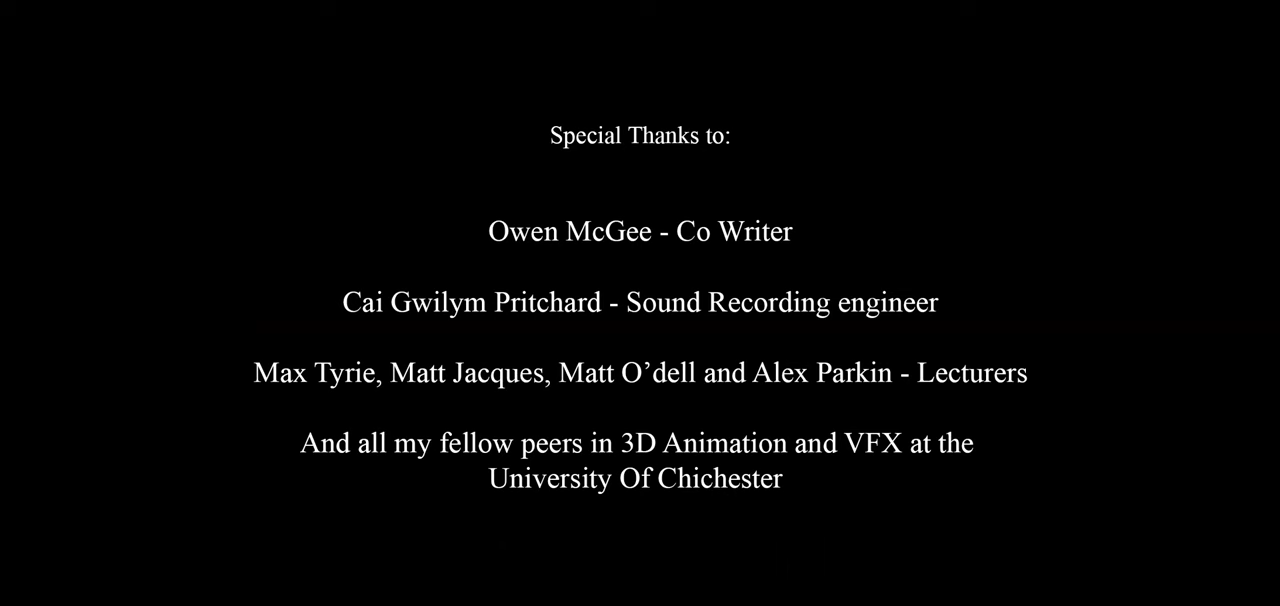 Special Thanks to:
Owen McGee - Co Writer
Cai Gwilym Pritchard - Sound Recording engineer
Max Tyrie, Matt Jacques, Matt O’dell and Alex Parkin - Lecturers
And all my fellow peers in 3D Animation and VFX at the
University Of Chichester